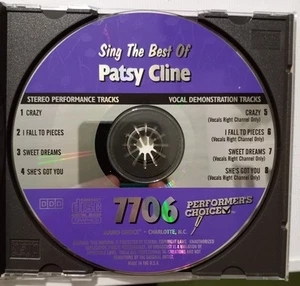 Sing The Best Of
Patsy Cline
STEREO PERFORMANCE TRACKS
VOCAL DEMONSTRATION TRACKS
1 CRAZY
2 I FALL TO PIECES
3 SWEET DREAMS
4 SHE'S GOT YOU
CRAZY 5
(Vocals Right Channel Only)
I FALL TO PIECES 6
(Vocals Right Channel Only)
SWEET DREAMS 7
(Vocals Right Channel Only)
SHE'S GOT YOU 8
(Vocals Right Channel Only)
7706
PERFORMER'S
CHOICE
CHARLOTTE, N.C.
MADE IN U.S.A.